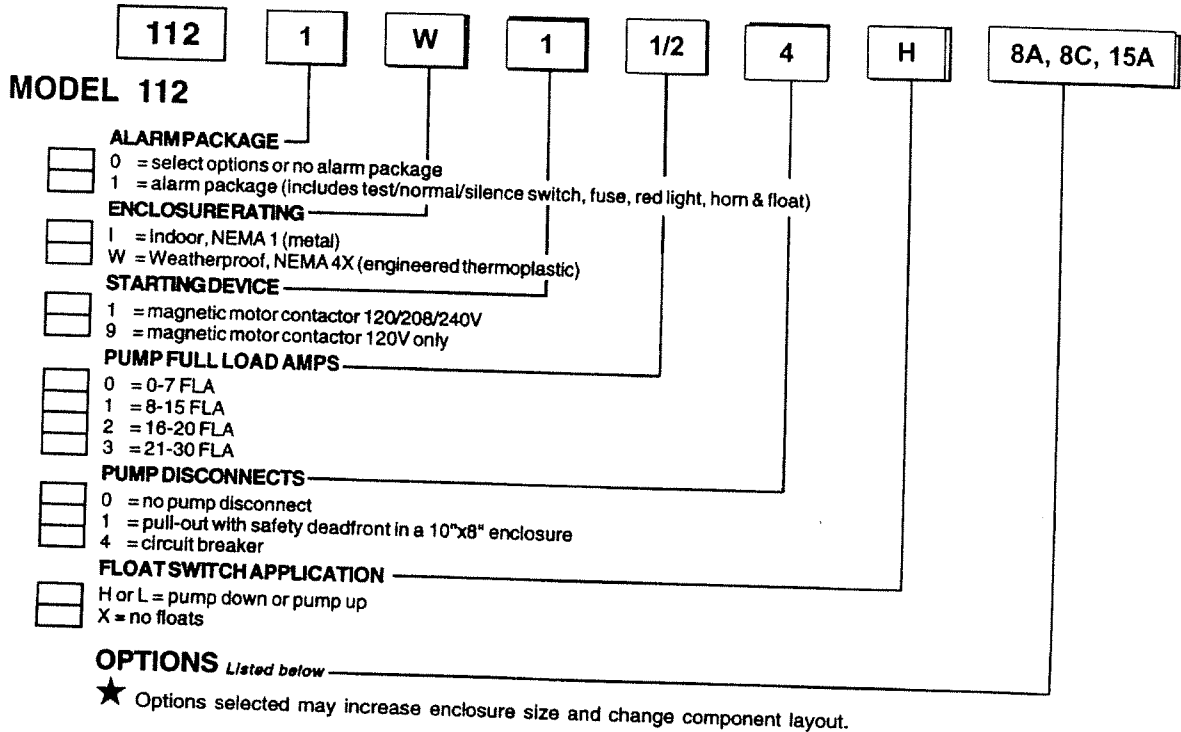 112 1 W 1 1/2 4 H 8A, 8C, 15A
MODEL 112
ALARM PACKAGE
0 = select options or no alarm package
1 = alarm package (includes test/normal/silence switch, fuse, red light, horn & float)
ENCLOSURE RATING
I = Indoor, NEMA 1 (metal)
W = Weatherproof, NEMA 4X (engineered thermoplastic)
STARTING DEVICE
1 = magnetic motor contactor 120/208/240V
9 = magnetic motor contactor 120V only
PUMP FULL LOAD AMPS
0 = 0-7 FLA
1 = 8-15 FLA
2 = 16-20 FLA
3 = 21-30 FLA
PUMP DISCONNECTS
0 = no pump disconnect
1 = pull-out with safety deadfront in a 10"x8" enclosure
4 = circuit breaker
FLOAT SWITCH APPLICATION
H or L = pump down or pump up
X = no floats
OPTIONS Listed below
★ Options selected may increase enclosure size and change component layout.